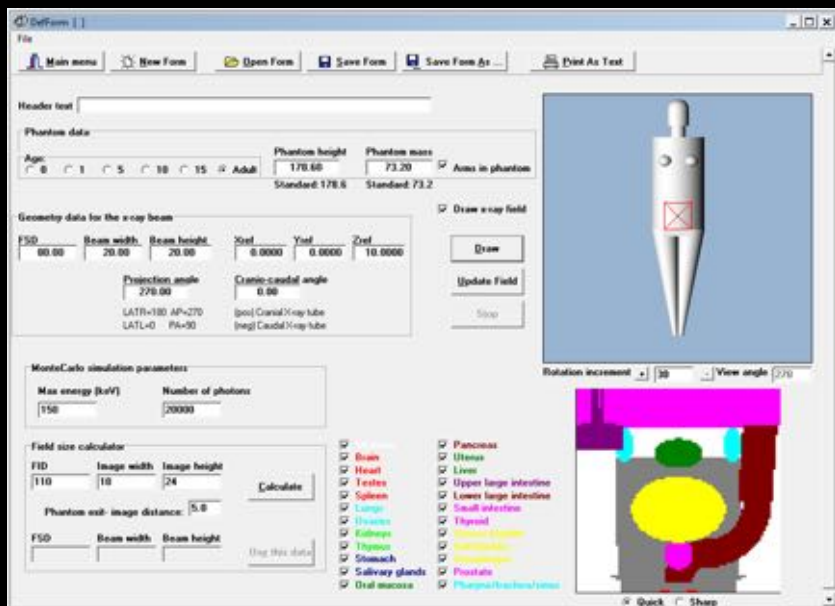 DefForm [ ]
File
Main menu New Form Open Form Save Form Save Form As ... Print As Text
Header text
Phantom data
Age: Phantom height Phantom mass
0 1 5 10 15 Adult 178.60 73.20 Arms in phantom
Standard: 178.6 Standard: 73.2
Draw x-ray field
Geometry data for the x-ray beam
FSD Beam width Beam height Xref Yref Zref
20.00 20.00 0.0000 0.0000 10.0000
Draw
Projection angle Cranio-caudal angle
270.00 0.00
Update Field
LATR=180 AP=270 (pos) Cranial X-ray tube
LATL=0 PA=90 (neg) Caudal X-ray tube
Stop
MonteCarlo simulation parameters
Rotation increment + 30 - View angle 270
Max energy (keV) Number of photons
150 20000
Field size calculator
FID Image width Image height
110 18 24
Calculate
Phantom exit- image distance: 5.0
FSD Beam width Beam height
Use this data
Brain
Heart
Testes
Spleen
Lungs
Ovaries
Kidneys
Thymus
Stomach
Salivary glands
Oral mucosa
Pancreas
Uterus
Liver
Upper large intestine
Lower large intestine
Small intestine
Thyroid
Prostate
Quick Sharp